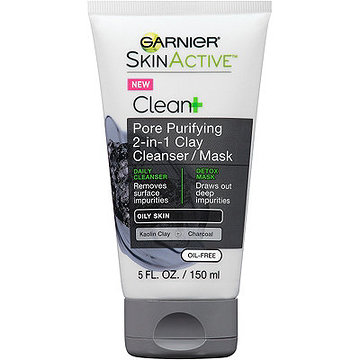 GARNIER
SKINACTIVE™
NEW
Clean+
Pore Purifying
2-in-1 Clay
Cleanser/Mask
DAILY CLEANSER
Removes surface impurities
DETOX MASK
Draws out deep impurities
OILY SKIN
Kaolin Clay + Charcoal
OIL-FREE
5 FL. OZ. / 150 ml